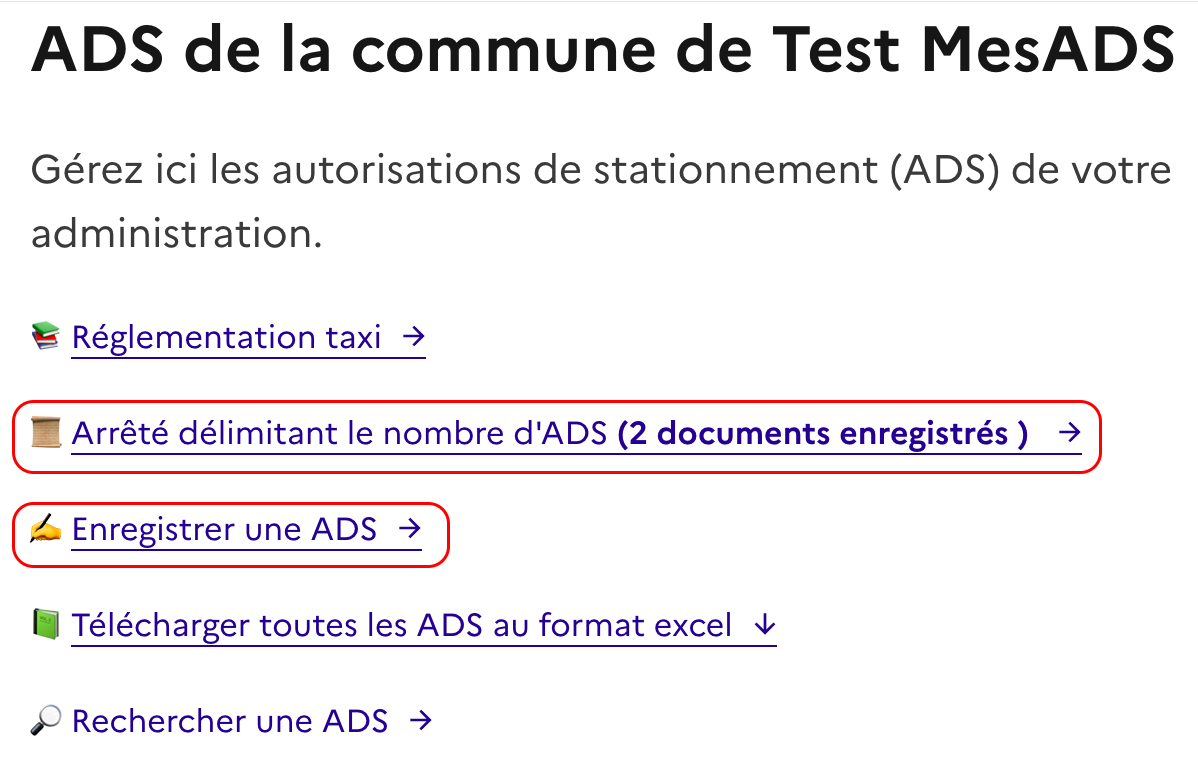 ADS de la commune de Test MesADS
Gérez ici les autorisations de stationnement (ADS) de votre
administration.
📚 Réglementation taxi →
📜 Arrêté délimitant le nombre d'ADS (2 documents enregistrés ) →
✍️ Enregistrer une ADS →
📗 Télécharger toutes les ADS au format excel ↓
🔎 Rechercher une ADS →